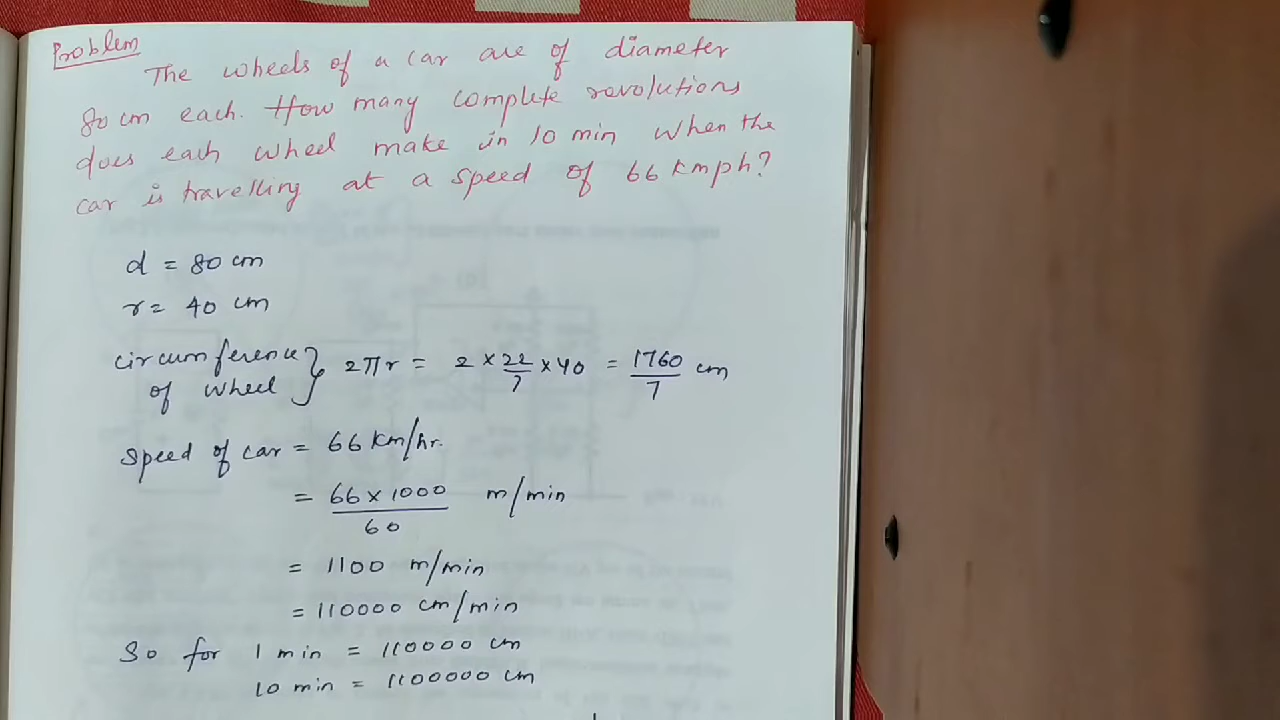 Problem
The wheels of a car are of diameter
80 cm each. How many complete revolutions
does each wheel make in 10 min when the
car is travelling at a speed of 66 kmph?
d = 80 cm
r = 40 cm
circumference of wheel } 2πr = 2 × 22/7 × 40 = 1760/7 cm
speed of car = 66 km/hr.
= 66 × 1000 / 60 m/min
= 1100 m/min
= 110000 cm/min
So for 1 min = 110000 cm
10 min = 1100000 cm